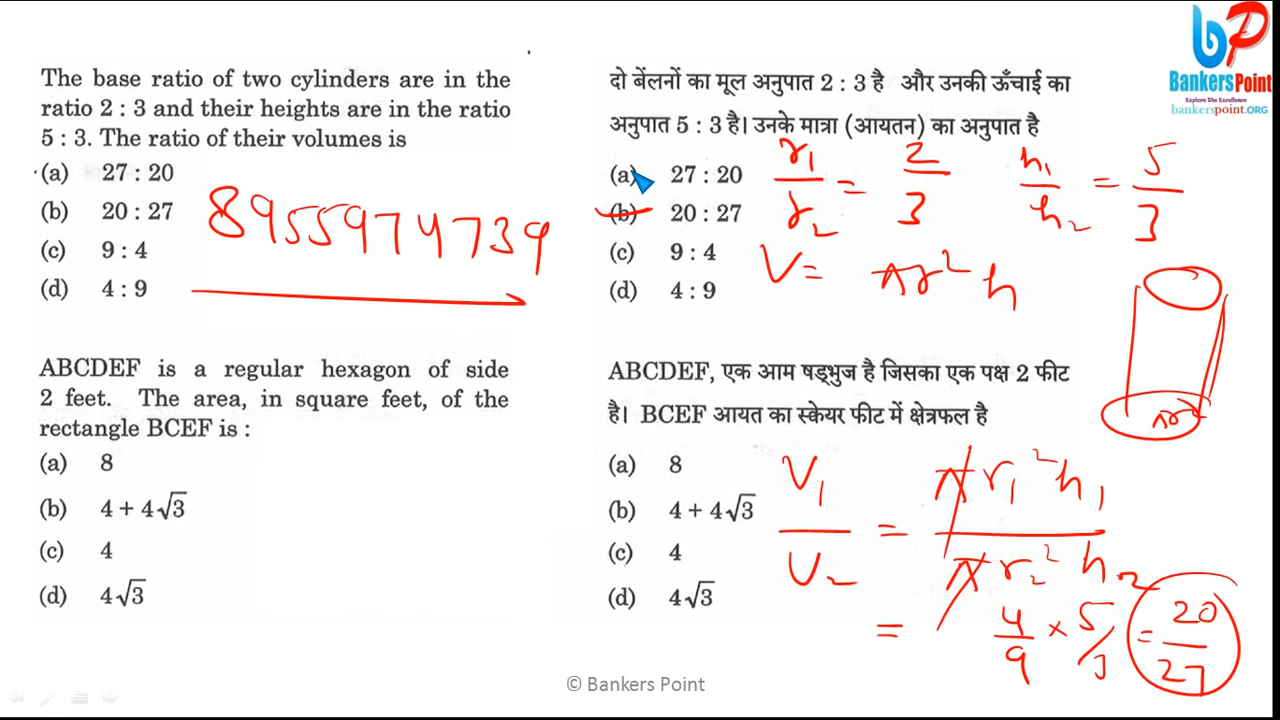 The base ratio of two cylinders are in the
ratio 2 : 3 and their heights are in the ratio
5 : 3. The ratio of their volumes is
(a) 27 : 20
(b) 20 : 27
(c) 9 : 4
(d) 4 : 9
8955974739
ABCDEF is a regular hexagon of side
2 feet. The area, in square feet, of the
rectangle BCEF is :
(a) 8
(b) 4 + 4√3
(c) 4
(d) 4√3
दो बेंलनों का मूल अनुपात 2 : 3 है और उनकी ऊँचाई का
अनुपात 5 : 3 है। उनके मात्रा (आयतन) का अनुपात है
(a) 27 : 20
(b) 20 : 27
(c) 9 : 4
(d) 4 : 9
r₁/r₂ = 2/3 h₁/h₂ = 5/3
V = πr² h
πr²
ABCDEF, एक आम षड्भुज है जिसका एक पक्ष 2 फीट
है। BCEF आयत का स्केयर फीट में क्षेत्रफल है
(a) 8
(b) 4 + 4√3
(c) 4
(d) 4√3
V₁/V₂ = πr₁²h₁/πr₂²h₂
= 4/9 × 5/3 = 20/27
bP
BankersPoint
Explore The Excellence
bankerspoint.ORG
© Bankers Point